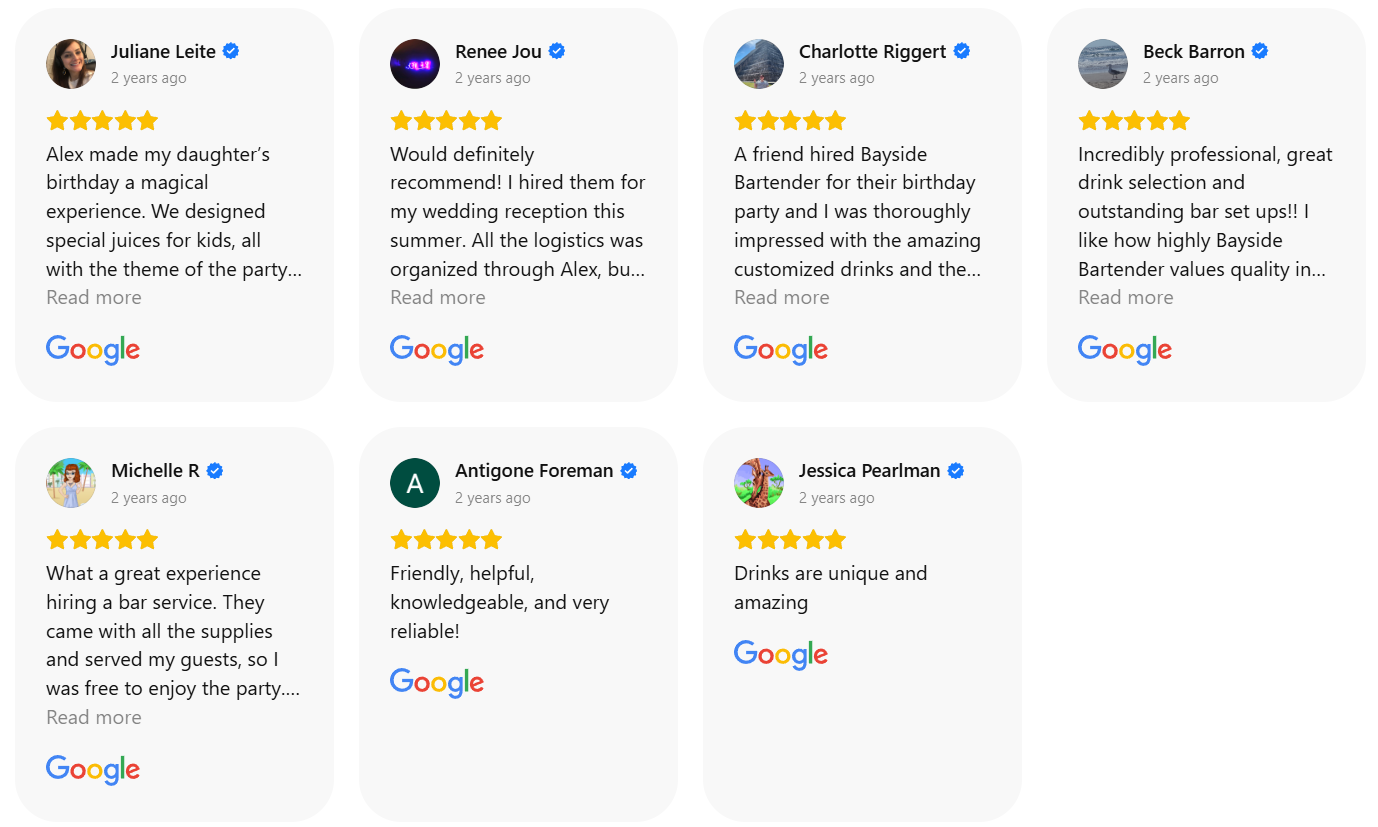 Juliane Leite
2 years ago
Alex made my daughter’s
birthday a magical
experience. We designed
special juices for kids, all
with the theme of the party...
Read more
Google
Renee Jou
2 years ago
Would definitely
recommend! I hired them for
my wedding reception this
summer. All the logistics was
organized through Alex, bu...
Read more
Google
Charlotte Riggert
2 years ago
A friend hired Bayside
Bartender for their birthday
party and I was thoroughly
impressed with the amazing
customized drinks and the...
Read more
Google
Beck Barron
2 years ago
Incredibly professional, great
drink selection and
outstanding bar set ups!! I
like how highly Bayside
Bartender values quality in...
Read more
Google
Michelle R
2 years ago
What a great experience
hiring a bar service. They
came with all the supplies
and served my guests, so I
was free to enjoy the party....
Read more
Google
A
Antigone Foreman
2 years ago
Friendly, helpful,
knowledgeable, and very
reliable!
Google
Jessica Pearlman
2 years ago
Drinks are unique and
amazing
Google